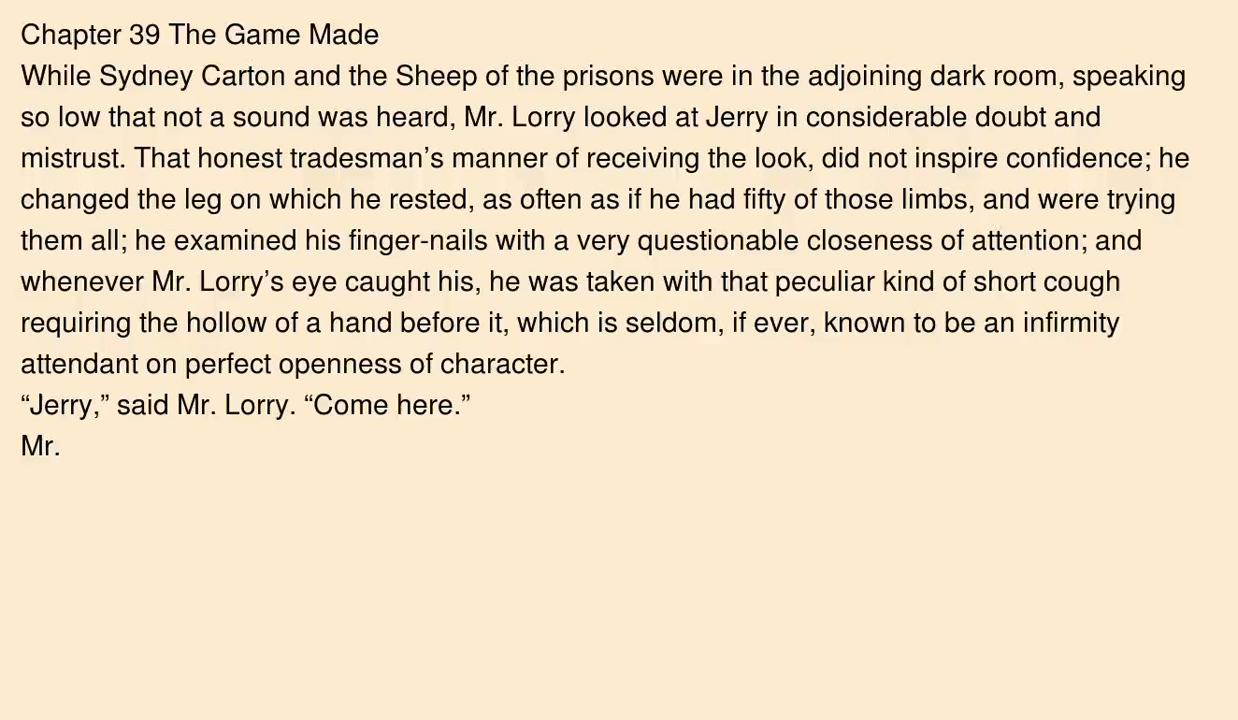 Chapter 39 The Game Made
While Sydney Carton and the Sheep of the prisons were in the adjoining dark room, speaking
so low that not a sound was heard, Mr. Lorry looked at Jerry in considerable doubt and
mistrust. That honest tradesman’s manner of receiving the look, did not inspire confidence; he
changed the leg on which he rested, as often as if he had fifty of those limbs, and were trying
them all; he examined his finger-nails with a very questionable closeness of attention; and
whenever Mr. Lorry’s eye caught his, he was taken with that peculiar kind of short cough
requiring the hollow of a hand before it, which is seldom, if ever, known to be an infirmity
attendant on perfect openness of character.
“Jerry,” said Mr. Lorry. “Come here.”
Mr.